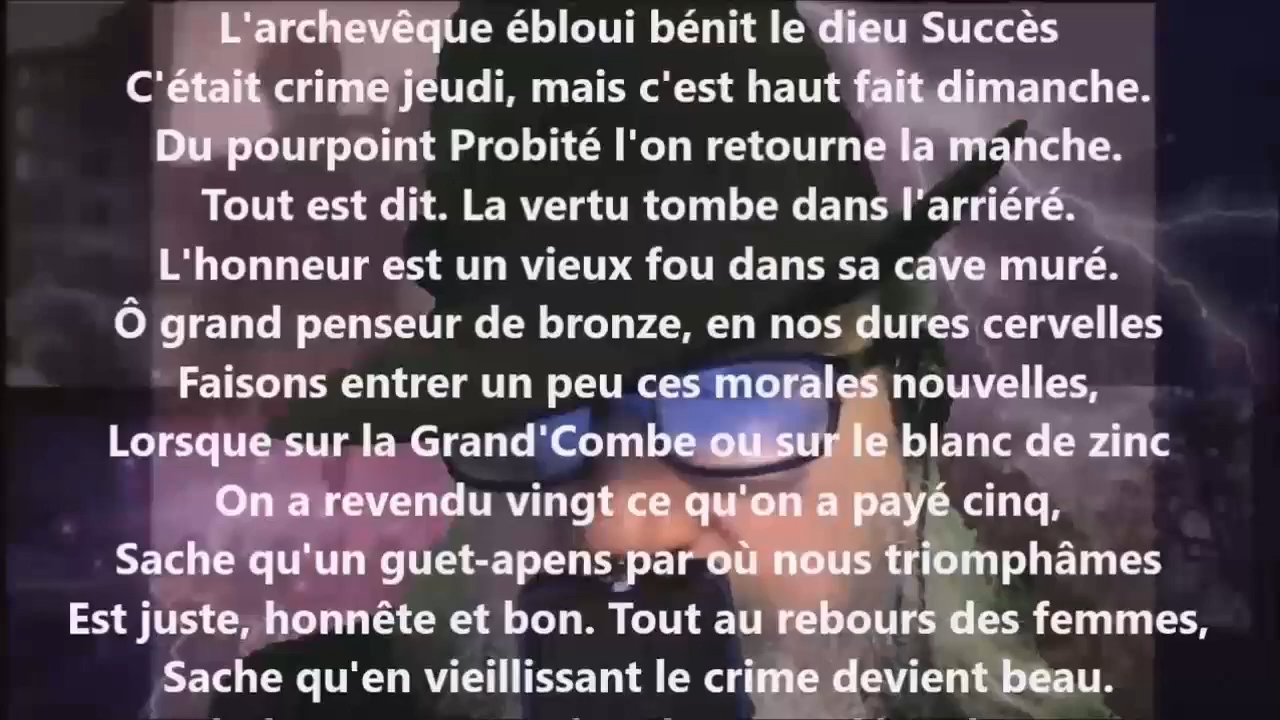 L'archevêque ébloui bénit le dieu Succès
C'était crime jeudi, mais c'est haut fait dimanche.
Du pourpoint Probité l'on retourne la manche.
Tout est dit. La vertu tombe dans l'arriéré.
L'honneur est un vieux fou dans sa cave muré.
Ô grand penseur de bronze, en nos dures cervelles
Faisons entrer un peu ces morales nouvelles,
Lorsque sur la Grand'Combe ou sur le blanc de zinc
On a revendu vingt ce qu'on a payé cinq,
Sache qu'un guet-apens par où nous triomphâmes
Est juste, honnête et bon. Tout au rebours des femmes,
Sache qu'en vieillissant le crime devient beau.